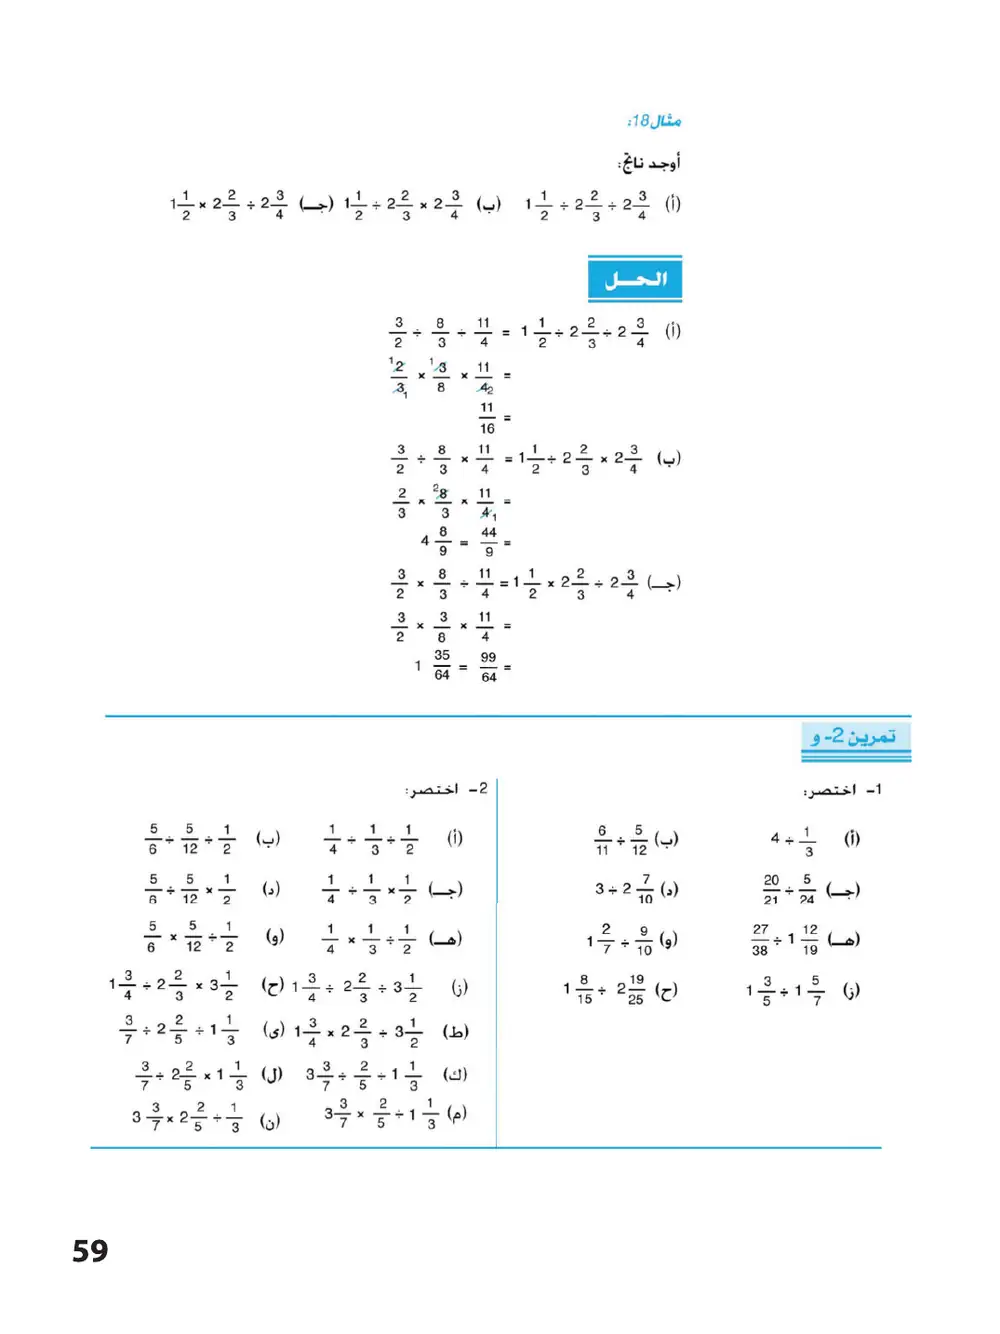 مثال 18:
أوجد ناتج:
(أ) 1 1/2 ÷ 2 2/3 ÷ 2 3/4 (ب) 1 1/2 ÷ 2 2/3 × 2 3/4 (جـ) 1 1/2 × 2 2/3 ÷ 2 3/4
الحـــل
(أ) 3/2 ÷ 8/3 ÷ 11/4 = 1 1/2 ÷ 2 2/3 ÷ 2 3/4
2/3 × 3/8 × 11/4 =
11/16 =
(ب) 3/2 ÷ 8/3 × 11/4 = 1 1/2 ÷ 2 2/3 × 2 3/4
2/3 × 8/3 × 11/4 =
4 8/9 = 44/9 =
(جـ) 3/2 × 8/3 ÷ 11/4 = 1 1/2 × 2 2/3 ÷ 2 3/4
3/2 × 3/8 × 11/4 =
1 35/64 = 99/64 =
تمرين 2- و
1- اختصر:
(أ) 4 ÷ 1/3 (ب) 6/11 ÷ 5/12
(جـ) 20/21 ÷ 5/24 (د) 3 ÷ 2 7/10
(هـ) 27/38 ÷ 1 12/19 (و) 1 2/7 ÷ 9/10
(ز) 1 3/5 ÷ 1 5/7 (ح) 1 8/15 ÷ 2 19/25
2- اختصر:
(أ) 1/4 ÷ 1/3 ÷ 1/2 (ب) 5/6 ÷ 5/12 ÷ 1/2
(جـ) 1/4 ÷ 1/3 × 1/2 (د) 5/6 ÷ 5/12 × 1/2
(هـ) 1/4 × 1/3 ÷ 1/2 (و) 5/6 × 5/12 ÷ 1/2
(ز) 1 3/4 ÷ 2 2/3 ÷ 3 1/2 (ح) 1 3/4 ÷ 2 2/3 × 3 1/2
(ط) 1 3/4 × 2 2/3 ÷ 3 1/2 (ى) 3/7 ÷ 2 2/5 ÷ 1 1/3
(ك) 3 3/7 ÷ 2/5 ÷ 1 1/3 (ل) 3/7 ÷ 2 2/5 × 1 1/3
(م) 3 3/7 × 2/5 ÷ 1 1/3 (ن) 3 3/7 × 2 2/5 ÷ 1/3
59